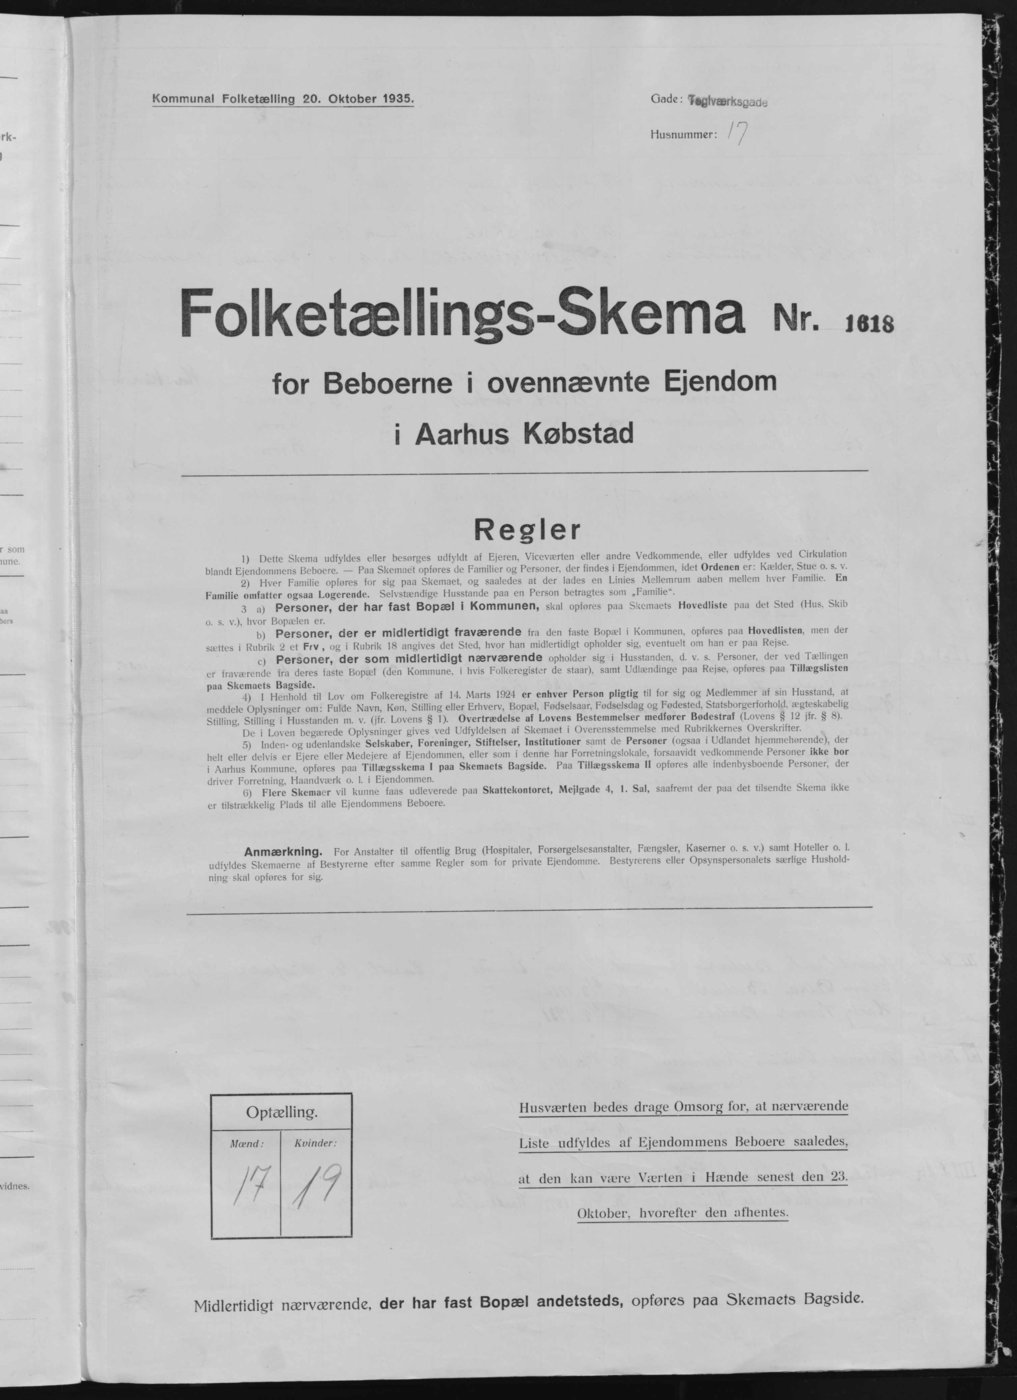 Kommunal Folketælling 20. Oktober 1935.
Gade: Teglværksgade
Husnummer: 17
Folketællings-Skema Nr. 1618
for Beboerne i ovennævnte Ejendom
i Aarhus Købstad
Regler
1) Dette Skema udfyldes eller besørges udfyldt af Ejeren, Viceværten eller andre Vedkommende, eller udfyldes ved Cirkulation
blandt Ejendommens Beboere. — Paa Skemaet opføres de Familier og Personer, der findes i Ejendommen, idet Ordenen er: Kælder, Stue o. s. v.
2) Hver Familie opføres for sig paa Skemaet, og saaledes at der lades en Linies Mellemrum aaben mellem hver Familie. En
Familie omfatter ogsaa Logerende. Selvstændige Husstande paa en Person betragtes som „Familie".
3 a) Personer, der har fast Bopæl i Kommunen, skal opføres paa Skemaets Hovedliste paa det Sted (Hus, Skib
o. s. v.), hvor Bopælen er.
b) Personer, der er midlertidigt fraværende fra den faste Bopæl i Kommunen, opføres paa Hovedlisten, men der
sættes i Rubrik 2 et Frv, og i Rubrik 18 angives det Sted, hvor han midlertidigt opholder sig, eventuelt om han er paa Rejse.
c) Personer, der som midlertidigt nærværende opholder sig i Husstanden, d. v. s. Personer, der ved Tællingen
er fraværende fra deres faste Bopæl (den Kommune, i hvis Folkeregister de staar), samt Udlændinge paa Rejse, opføres paa Tillægslisten
paa Skemaets Bagside.
4) I Henhold til Lov om Folkeregistre af 14. Marts 1924 er enhver Person pligtig til for sig og Medlemmer af sin Husstand, at
meddele Oplysninger om: Fulde Navn, Køn, Stilling eller Erhverv, Bopæl, Fødselsaar, Fødselsdag og Fødested, Statsborgerforhold, ægteskabelig
Stilling, Stilling i Husstanden m. v. (jfr. Lovens § 1). Overtrædelse af Lovens Bestemmelser medfører Bødestraf (Lovens § 12 jfr. § 8).
De i Loven begærede Oplysninger gives ved Udfyldelsen af Skemaet i Overensstemmelse med Rubrikkernes Overskrifter.
5) Inden- og udenlandske Selskaber, Foreninger, Stiftelser, Institutioner samt de Personer (ogsaa i Udlandet hjemmehørende), der
helt eller delvis er Ejere eller Medejere af Ejendommen, eller som i denne har Forretningslokale, forsaavidt vedkommende Personer ikke bor
i Aarhus Kommune, opføres paa Tillægsskema I paa Skemaets Bagside. Paa Tillægsskema II opføres alle indenbysboende Personer, der
driver Forretning, Haandværk o. l. i Ejendommen.
6) Flere Skemaer vil kunne faas udleverede paa Skattekontoret, Mejlgade 4, 1. Sal, saafremt der paa det tilsendte Skema ikke
er tilstrækkelig Plads til alle Ejendommens Beboere.
Anmærkning. For Anstalter til offentlig Brug (Hospitaler, Forsørgelsesanstalter, Fængsler, Kaserner o. s. v.) samt Hoteller o. l.
udfyldes Skemaerne af Bestyrerne efter samme Regler som for private Ejendomme. Bestyrerens eller Opsynspersonalets særlige Hushold-
ning skal opføres for sig.
Optælling.
Mænd: Kvinder:
17 19
Husværten bedes drage Omsorg for, at nærværende
Liste udfyldes af Ejendommens Beboere saaledes,
at den kan være Værten i Hænde senest den 23.
Oktober, hvorefter den afhentes.
Midlertidigt nærværende, der har fast Bopæl andetsteds, opføres paa Skemaets Bagside.